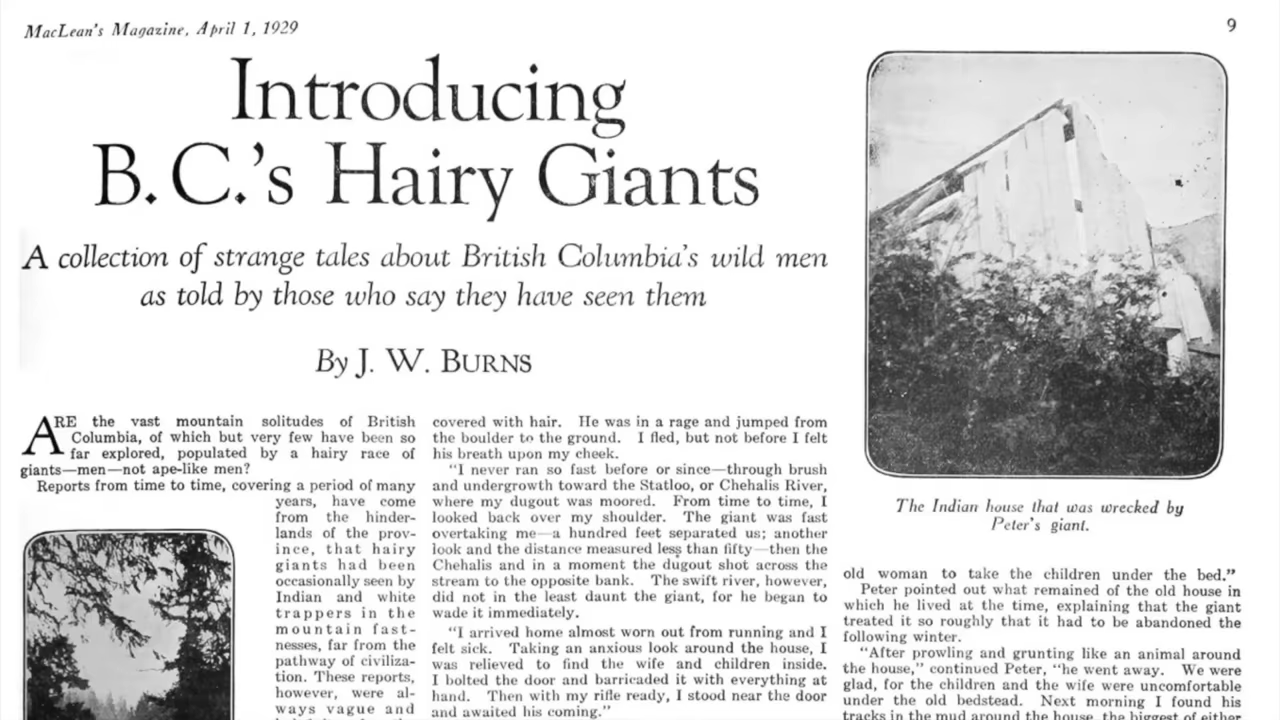 MacLean's Magazine, April 1, 1929
9
Introducing
B.C.'s Hairy Giants
A collection of strange tales about British Columbia's wild men
as told by those who say they have seen them
By J. W. BURNS
ARE the vast mountain solitudes of British
Columbia, of which but very few have been so
far explored, populated by a hairy race of
giants—men—not ape-like men?
Reports from time to time, covering a period of many
years, have come
from the hinder-
lands of the prov-
ince, that hairy
giants had been
occasionally seen by
Indian and white
trappers in the
mountain fast-
nesses, far from the
pathway of civiliza-
tion. These reports,
however, were al-
ways vague and
covered with hair. He was in a rage and jumped from
the boulder to the ground. I fled, but not before I felt
his breath upon my cheek.
"I never ran so fast before or since—through brush
and undergrowth toward the Statloo, or Chehalis River,
where my dugout was moored. From time to time, I
looked back over my shoulder. The giant was fast
overtaking me—a hundred feet separated us; another
look and the distance measured less than fifty—then the
Chehalis and in a moment the dugout shot across the
stream to the opposite bank. The swift river, however,
did not in the least daunt the giant, for he began to
wade it immediately.
"I arrived home almost worn out from running and I
felt sick. Taking an anxious look around the house, I
was relieved to find the wife and children inside.
I bolted the door and barricaded it with everything at
hand. Then with my rifle ready, I stood near the door
and awaited his coming."
The Indian house that was wrecked by
Peter's giant.
old woman to take the children under the bed."
Peter pointed out what remained of the old house in
which he lived at the time, explaining that the giant
treated it so roughly that it had to be abandoned the
following winter.
"After prowling and grunting like an animal around
the house," continued Peter, "he went away. We were
glad, for the children and the wife were uncomfortable
under the old bedstead. Next morning I found his
tracks in the mud around the house, the biggest of either